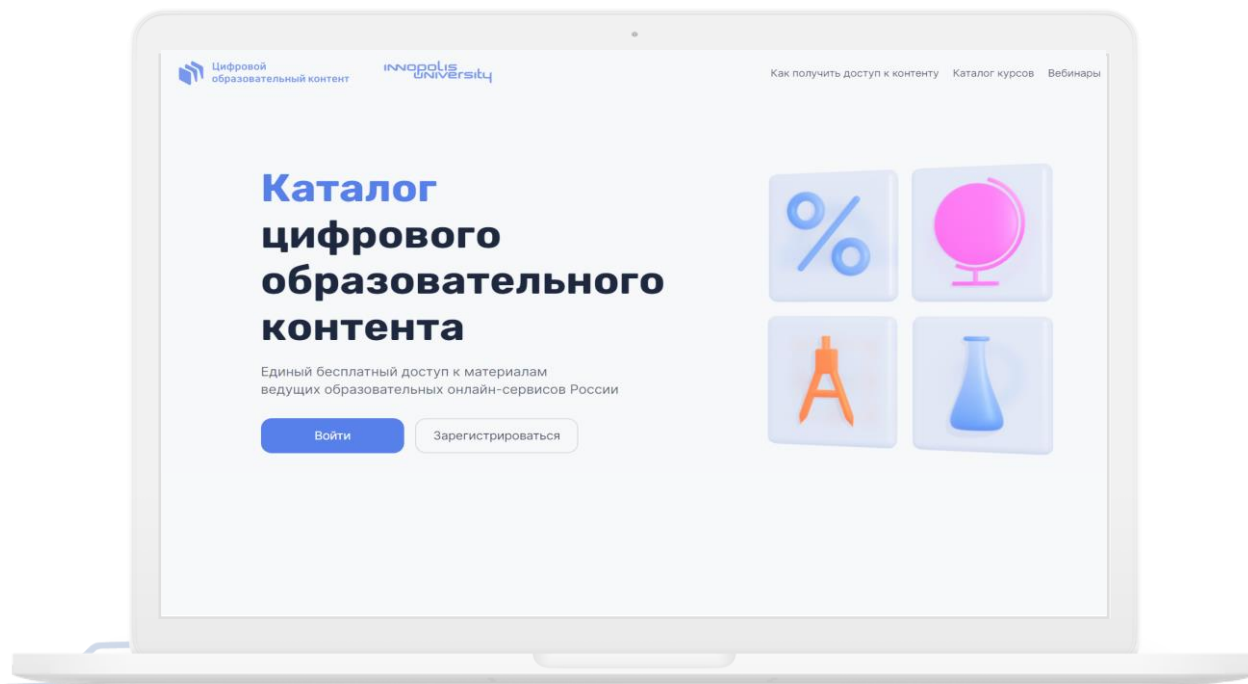 Цифровой
образовательный контент
INNOPOLIS
UNIVERSITY
Как получить доступ к контенту Каталог курсов Вебинары
Каталог
цифрового
образовательного
контента
Единый бесплатный доступ к материалам
ведущих образовательных онлайн-сервисов России
Войти Зарегистрироваться